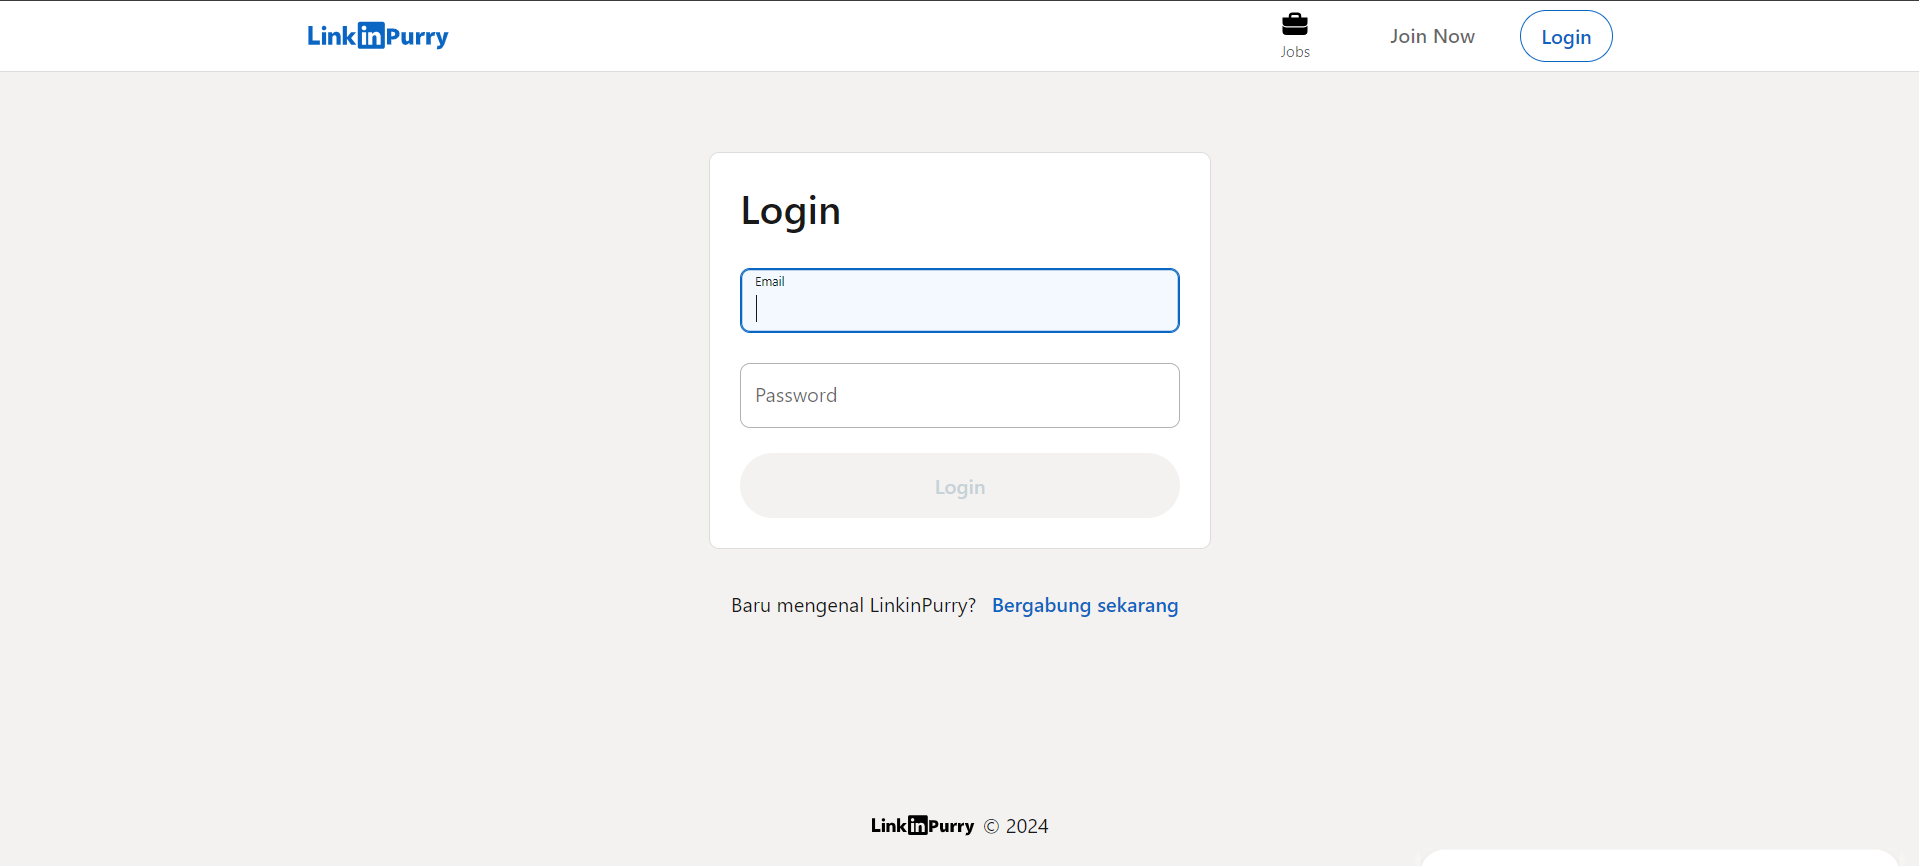 LinkinPurry
Jobs
Join Now
Login
Login
Email
Password
Login
Baru mengenal LinkinPurry? Bergabung sekarang
LinkinPurry © 2024